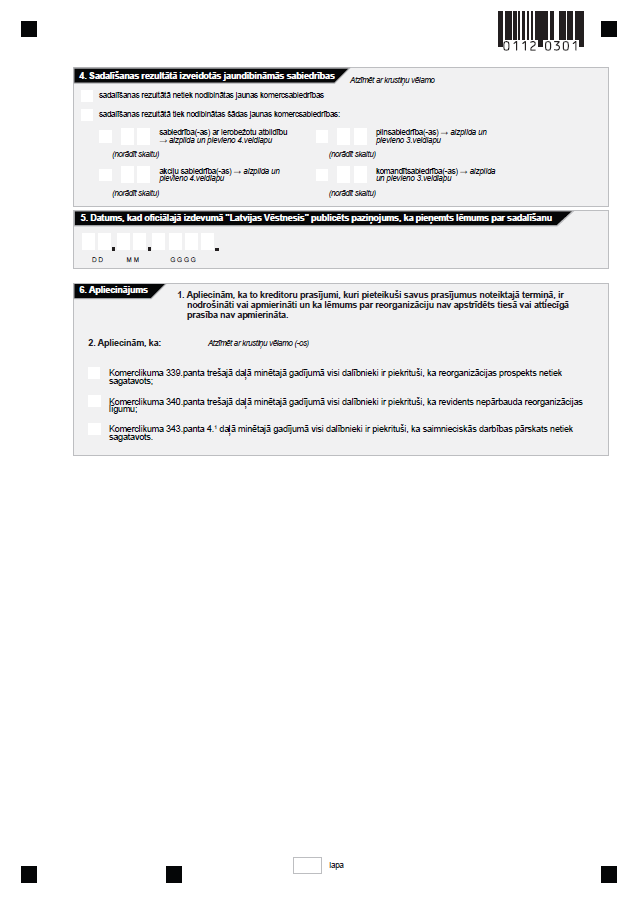 0112 0301
4. Sadalīšanas rezultātā izveidotās jaundibināmās sabiedrības
Atzīmēt ar krustiņu vēlamo
sadalīšanas rezultātā netiek nodibinātas jaunas komercsabiedrības
sadalīšanas rezultātā tiek nodibinātas šādas jaunas komercsabiedrības:
sabiedrība(-as) ar ierobežotu atbildību
→ aizpilda un pievieno 4.veidlapu
(norādīt skaitu)
pilnsabiedrība(-as) → aizpilda un
pievieno 3.veidlapu
(norādīt skaitu)
akciju sabiedrība(-as) → aizpilda un
pievieno 4.veidlapu
(norādīt skaitu)
komandītsabiedrība(-as) → aizpilda
un pievieno 3.veidlapu
(norādīt skaitu)
5. Datums, kad oficiālajā izdevumā "Latvijas Vēstnesis" publicēts paziņojums, ka pieņemts lēmums par sadalīšanu
. . .
D D M M G G G G
6. Apliecinājums
1. Apliecinām, ka to kreditoru prasījumi, kuri pieteikuši savus prasījumus noteiktajā termiņā, ir
nodrošināti vai apmierināti un ka lēmums par reorganizāciju nav apstrīdēts tiesā vai attiecīgā
prasība nav apmierināta.
2. Apliecinām, ka:
Atzīmēt ar krustiņu vēlamo (-os)
Komerclikuma 339.panta trešajā daļā minētajā gadījumā visi dalībnieki ir piekrituši, ka reorganizācijas prospekts netiek
sagatavots;
Komerclikuma 340.panta trešajā daļā minētajā gadījumā visi dalībnieki ir piekrituši, ka revidents nepārbauda reorganizācijas
līgumu;
Komerclikuma 343.panta 4.¹ daļā minētajā gadījumā visi dalībnieki ir piekrituši, ka saimnieciskās darbības pārskats netiek
sagatavots.
lapa